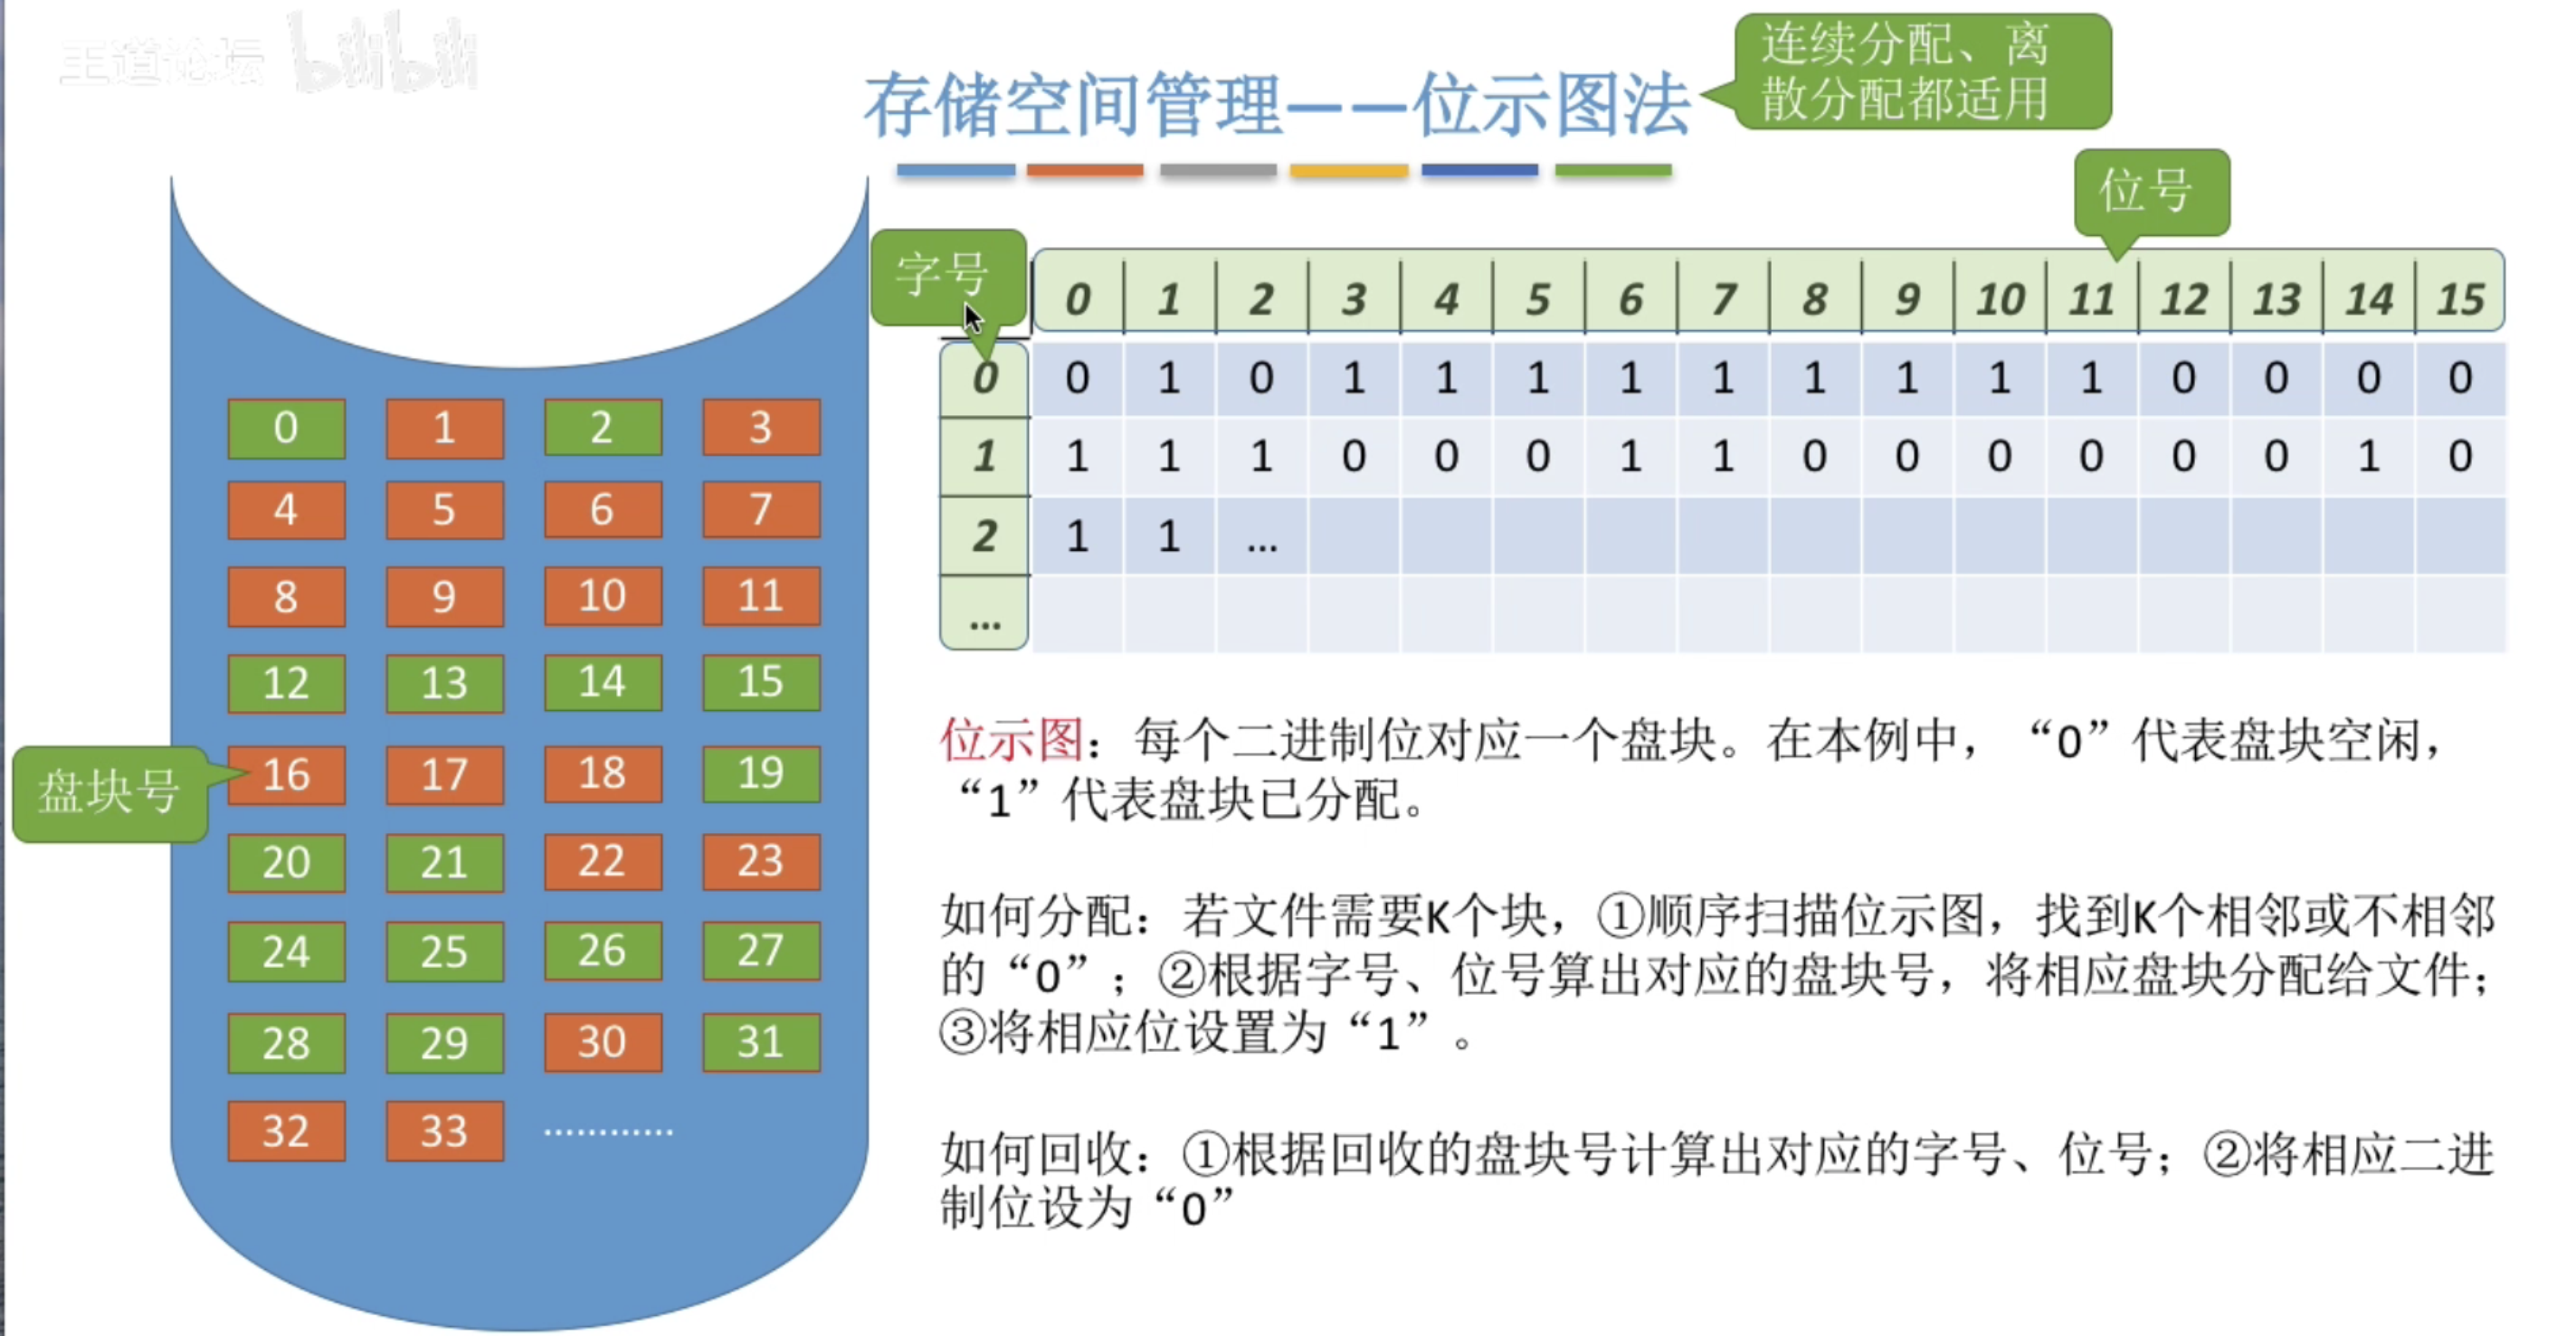 王道论坛 bilibili
存储空间管理——位示图法
连续分配、离
散分配都适用
位号
字号
0 1 2 3 4 5 6 7 8 9 10 11 12 13 14 15
0 0 1 0 1 1 1 1 1 1 1 1 1 0 0 0 0
1 1 1 1 0 0 0 1 1 0 0 0 0 0 0 1 0
2 1 1 …
…
0 1 2 3
4 5 6 7
8 9 10 11
12 13 14 15
盘块号
16 17 18 19
20 21 22 23
24 25 26 27
28 29 30 31
32 33 …………
位示图：每个二进制位对应一个盘块。在本例中，“0”代表盘块空闲，
“1”代表盘块已分配。
如何分配：若文件需要K个块，①顺序扫描位示图，找到K个相邻或不相邻
的“0”；②根据字号、位号算出对应的盘块号，将相应盘块分配给文件；
③将相应位设置为“1”。
如何回收：①根据回收的盘块号计算出对应的字号、位号；②将相应二进
制位设为“0”